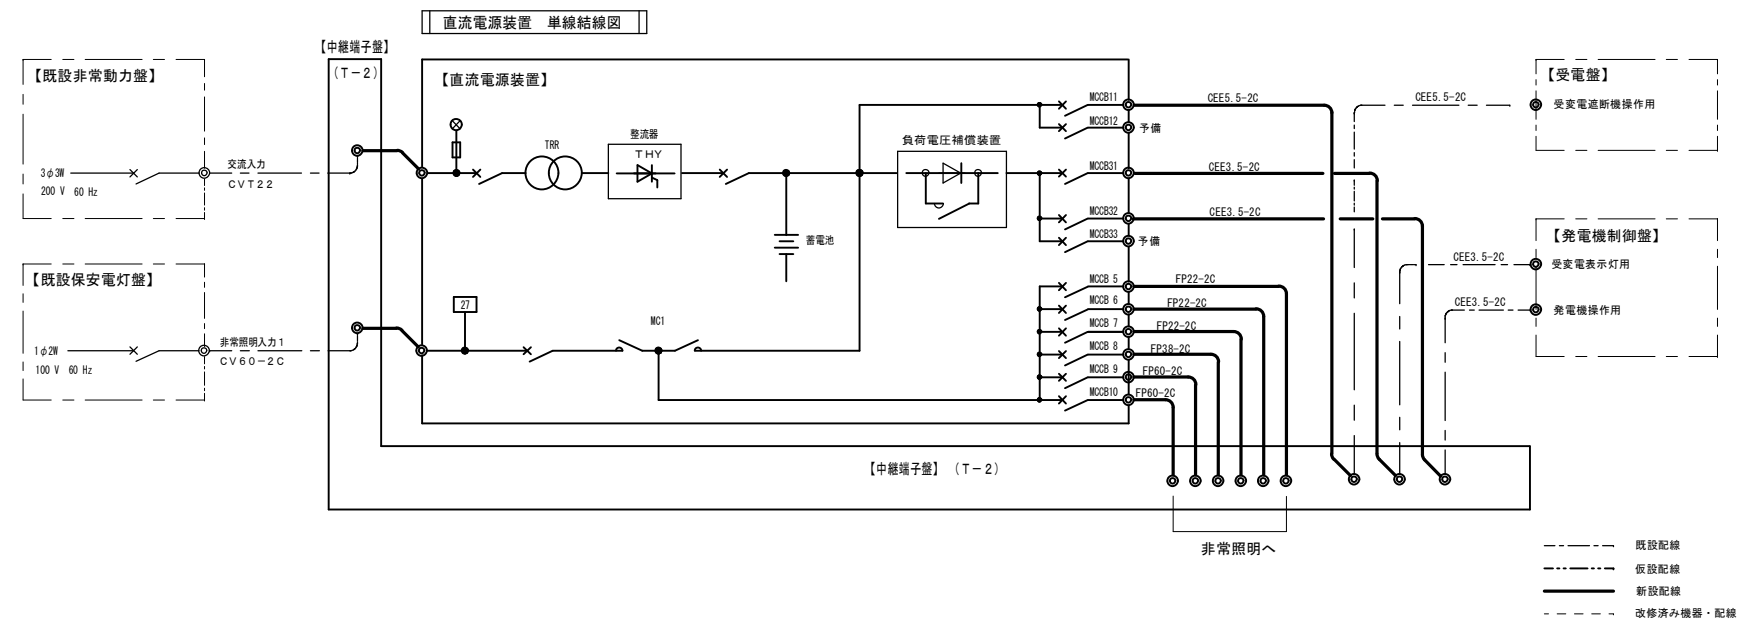 直流電源装置　単線結線図
【中継端子盤】
（Ｔ－２）
【既設非常動力盤】
3φ3W
200 V 60 Hz
交流入力
ＣＶＴ２２
【既設保安電灯盤】
1φ2W
100 V 60 Hz
非常照明入力１
ＣＶ６０－２Ｃ
【直流電源装置】
TRR
整流器
ＴＨＹ
蓄電池
負荷電圧補償装置
27
MC1
MCCB11
MCCB12
予備
MCCB31
MCCB32
MCCB33
予備
MCCB 5
MCCB 6
MCCB 7
MCCB 8
MCCB 9
MCCB10
CEE5.5-2C
CEE3.5-2C
CEE3.5-2C
FP22-2C
FP22-2C
FP22-2C
FP38-2C
FP60-2C
FP60-2C
CEE5.5-2C
CEE3.5-2C
CEE3.5-2C
【受電盤】
受変電遮断機操作用
【発電機制御盤】
受変電表示灯用
発電機操作用
【中継端子盤】（Ｔ－２）
非常照明へ
既設配線
仮設配線
新設配線
改修済み機器・配線